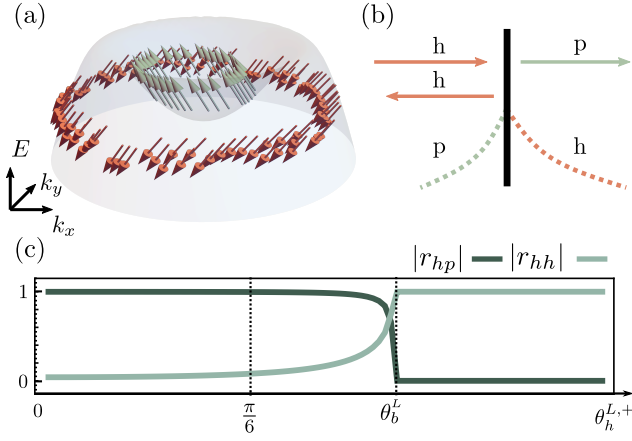 (a)
E
k_y
k_x
(b)
h
p
h
p
h
(c)
|r_{hp}| |r_{hh}|
1
0
0 π/6 θ_b^L θ_h^{L,+}